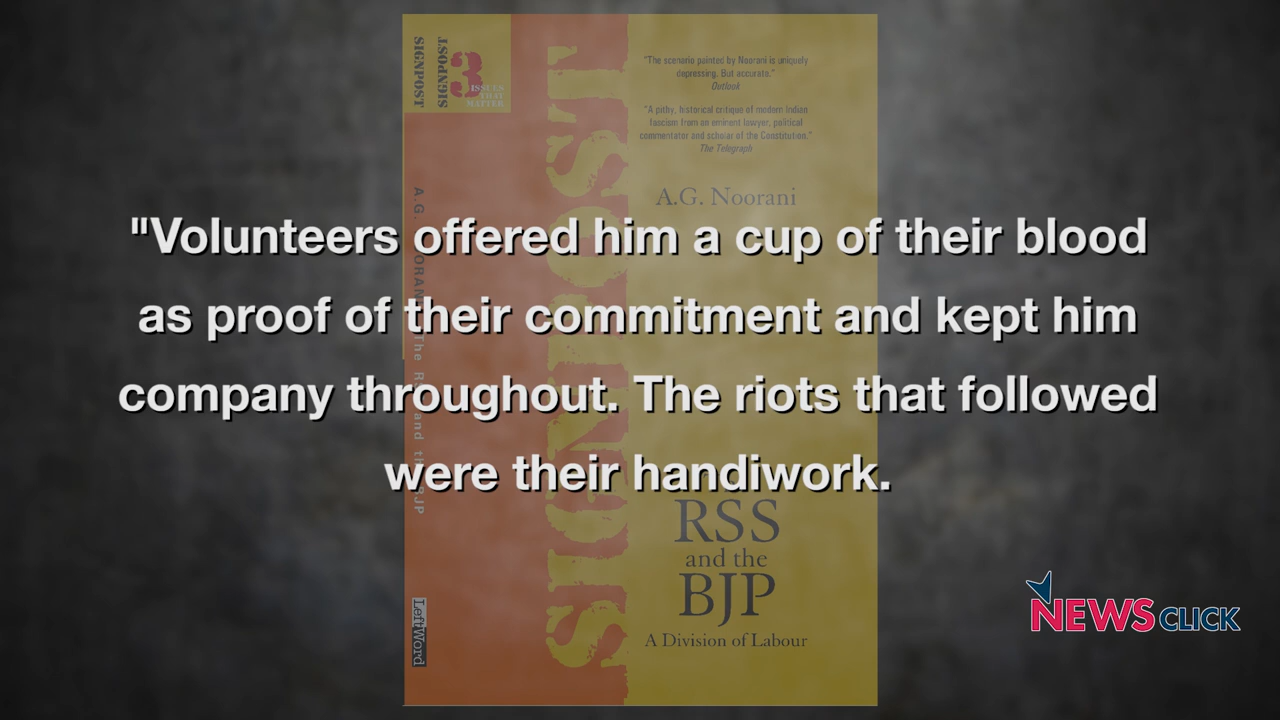 "Volunteers offered him a cup of their blood
as proof of their commitment and kept him
company throughout. The riots that followed
were their handiwork.
SIGNPOST
SIGNPOST
3
ISSUES
THAT
MATTER
SIGNPOST
"The scenario painted by Noorani is uniquely
depressing. But accurate."
Outlook
"A pithy, historical critique of modern Indian
fascism from an eminent lawyer, political
commentator and scholar of the Constitution."
The Telegraph
A.G. Noorani
RSS
and the
BJP
A Division of Labour
LeftWord
NEWSCLICK